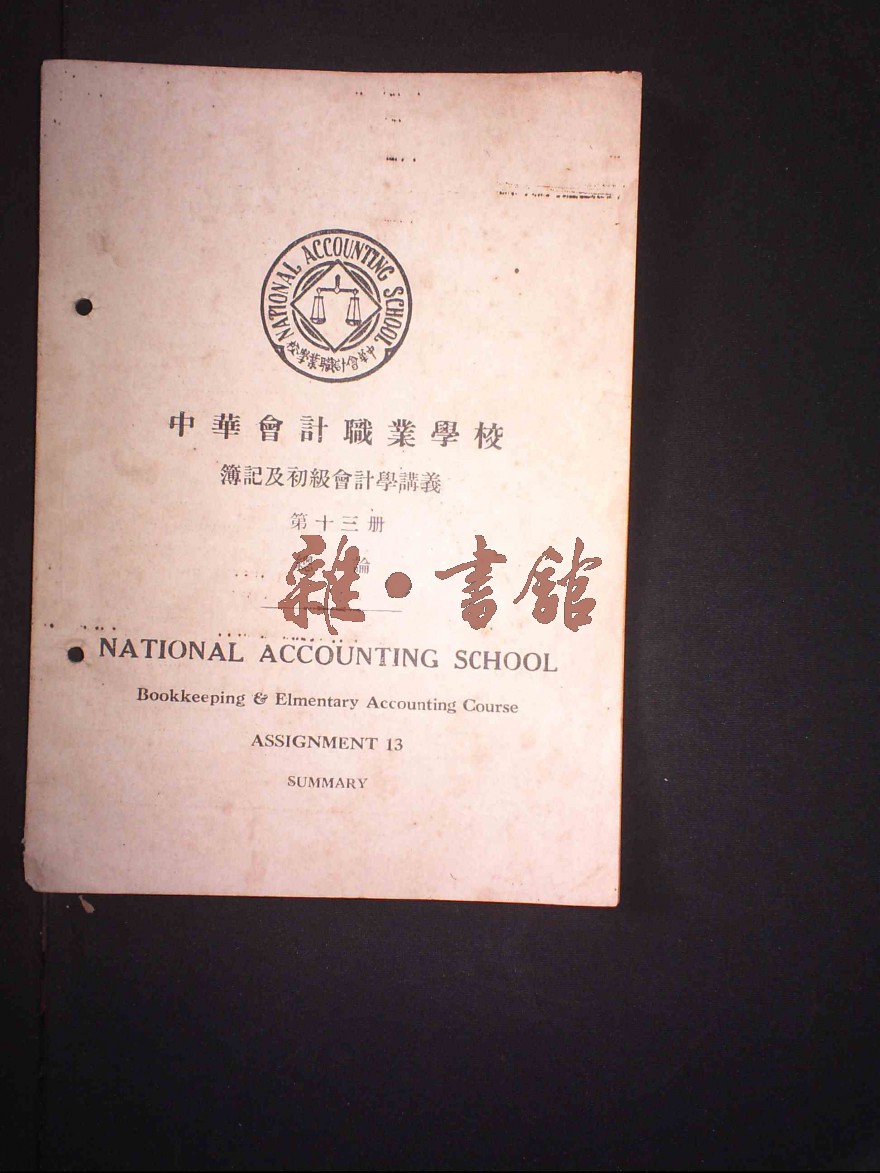 NATIONAL ACCOUNTING SCHOOL
中華會計職業學校
中華會計職業學校
簿記及初級會計學講義
第十三册
論
雜•書館
NATIONAL ACCOUNTING SCHOOL
Bookkeeping & Elmentary Accounting Course
ASSIGNMENT 13
SUMMARY